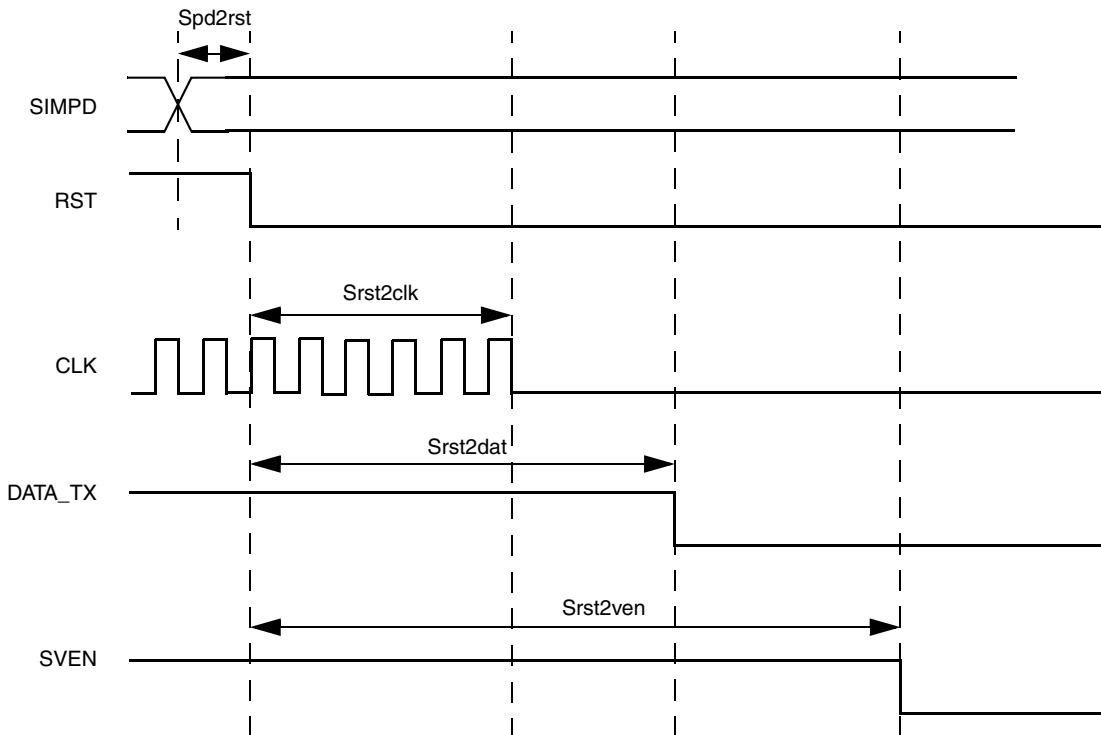 Spd2rst
SIMPD
RST
Srst2clk
CLK
Srst2dat
DATA_TX
Srst2ven
SVEN